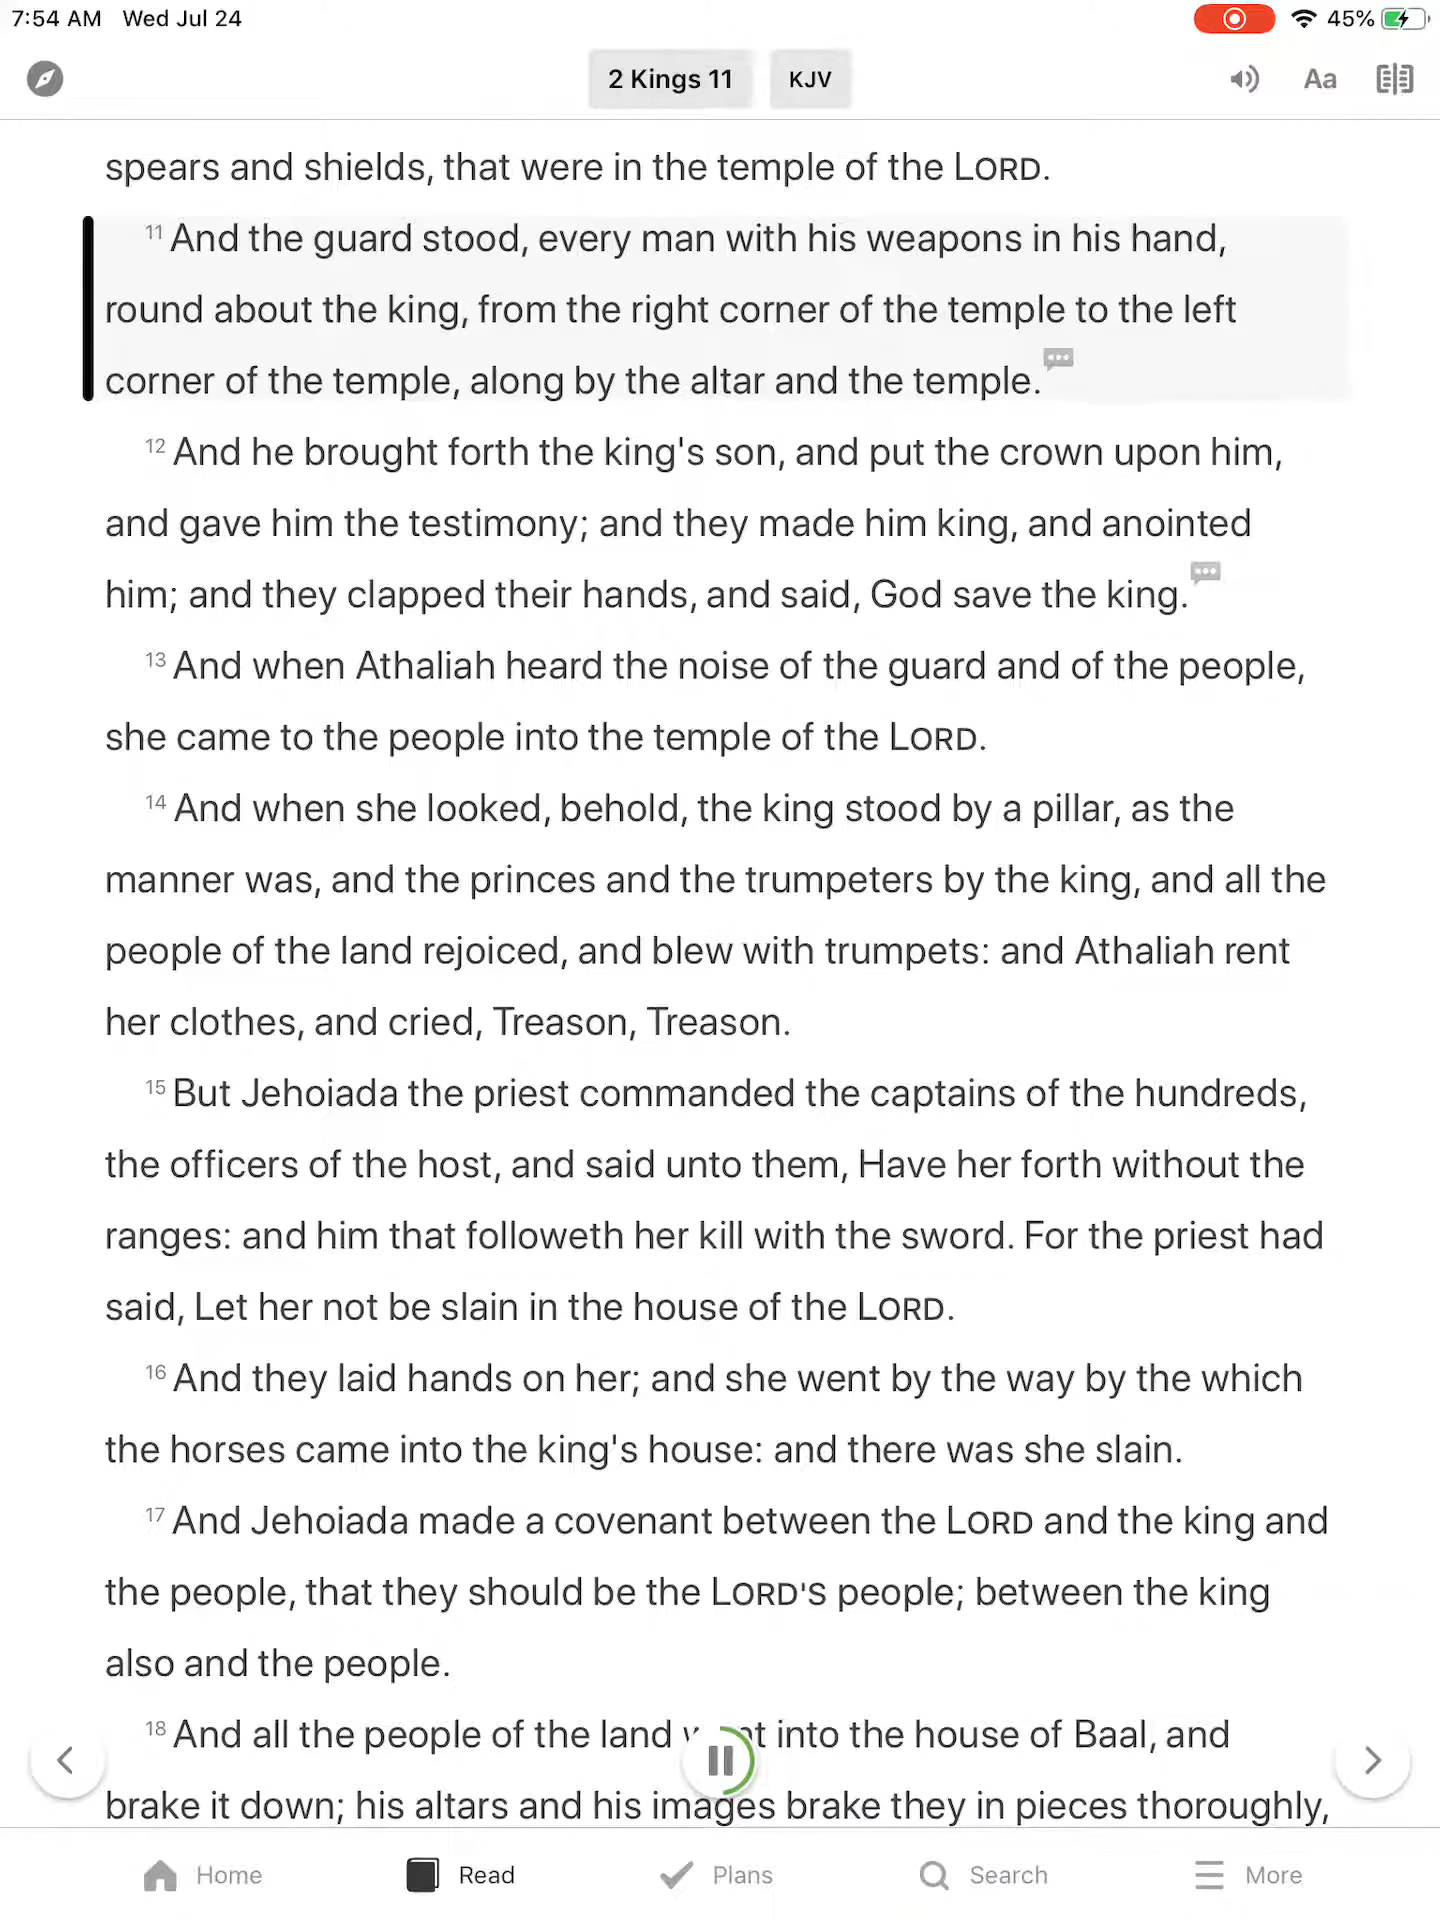 7:54 AM Wed Jul 24 45%
2 Kings 11 KJV Aa
spears and shields, that were in the temple of the LORD.
11 And the guard stood, every man with his weapons in his hand,
round about the king, from the right corner of the temple to the left
corner of the temple, along by the altar and the temple.
12 And he brought forth the king's son, and put the crown upon him,
and gave him the testimony; and they made him king, and anointed
him; and they clapped their hands, and said, God save the king.
13 And when Athaliah heard the noise of the guard and of the people,
she came to the people into the temple of the LORD.
14 And when she looked, behold, the king stood by a pillar, as the
manner was, and the princes and the trumpeters by the king, and all the
people of the land rejoiced, and blew with trumpets: and Athaliah rent
her clothes, and cried, Treason, Treason.
15 But Jehoiada the priest commanded the captains of the hundreds,
the officers of the host, and said unto them, Have her forth without the
ranges: and him that followeth her kill with the sword. For the priest had
said, Let her not be slain in the house of the LORD.
16 And they laid hands on her; and she went by the way by the which
the horses came into the king's house: and there was she slain.
17 And Jehoiada made a covenant between the LORD and the king and
the people, that they should be the LORD'S people; between the king
also and the people.
18 And all the people of the land into the house of Baal, and
brake it down; his altars and his images brake they in pieces thoroughly,
Home Read Plans Search More